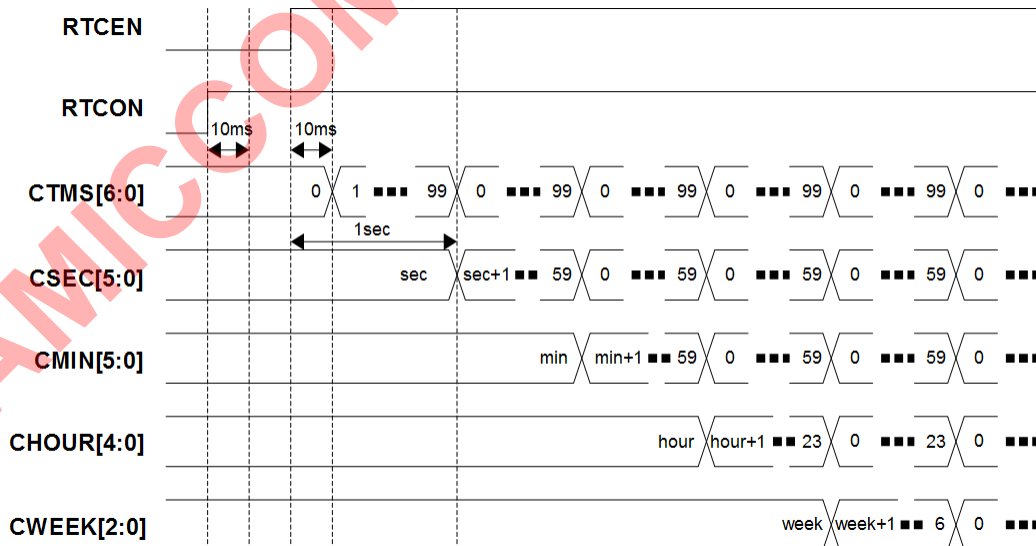 RTCEN
RTCON
10ms 10ms
CTMS[6:0] 0 1 ▪▪▪ 99 0 ▪▪▪ 99 0 ▪▪▪ 99 0 ▪▪▪ 99 0 ▪▪▪ 99 0 ▪▪▪
1sec
CSEC[5:0] sec sec+1 ▪▪ 59 0 ▪▪▪ 59 0 ▪▪▪ 59 0 ▪▪▪ 59 0 ▪▪▪
CMIN[5:0] min min+1 ▪▪ 59 0 ▪▪▪ 59 0 ▪▪▪ 59 0 ▪▪▪
CHOUR[4:0] hour hour+1 ▪▪ 23 0 ▪▪▪ 23 0 ▪▪▪
CWEEK[2:0] week week+1 ▪▪ 6 0 ▪▪▪
AMICCOM